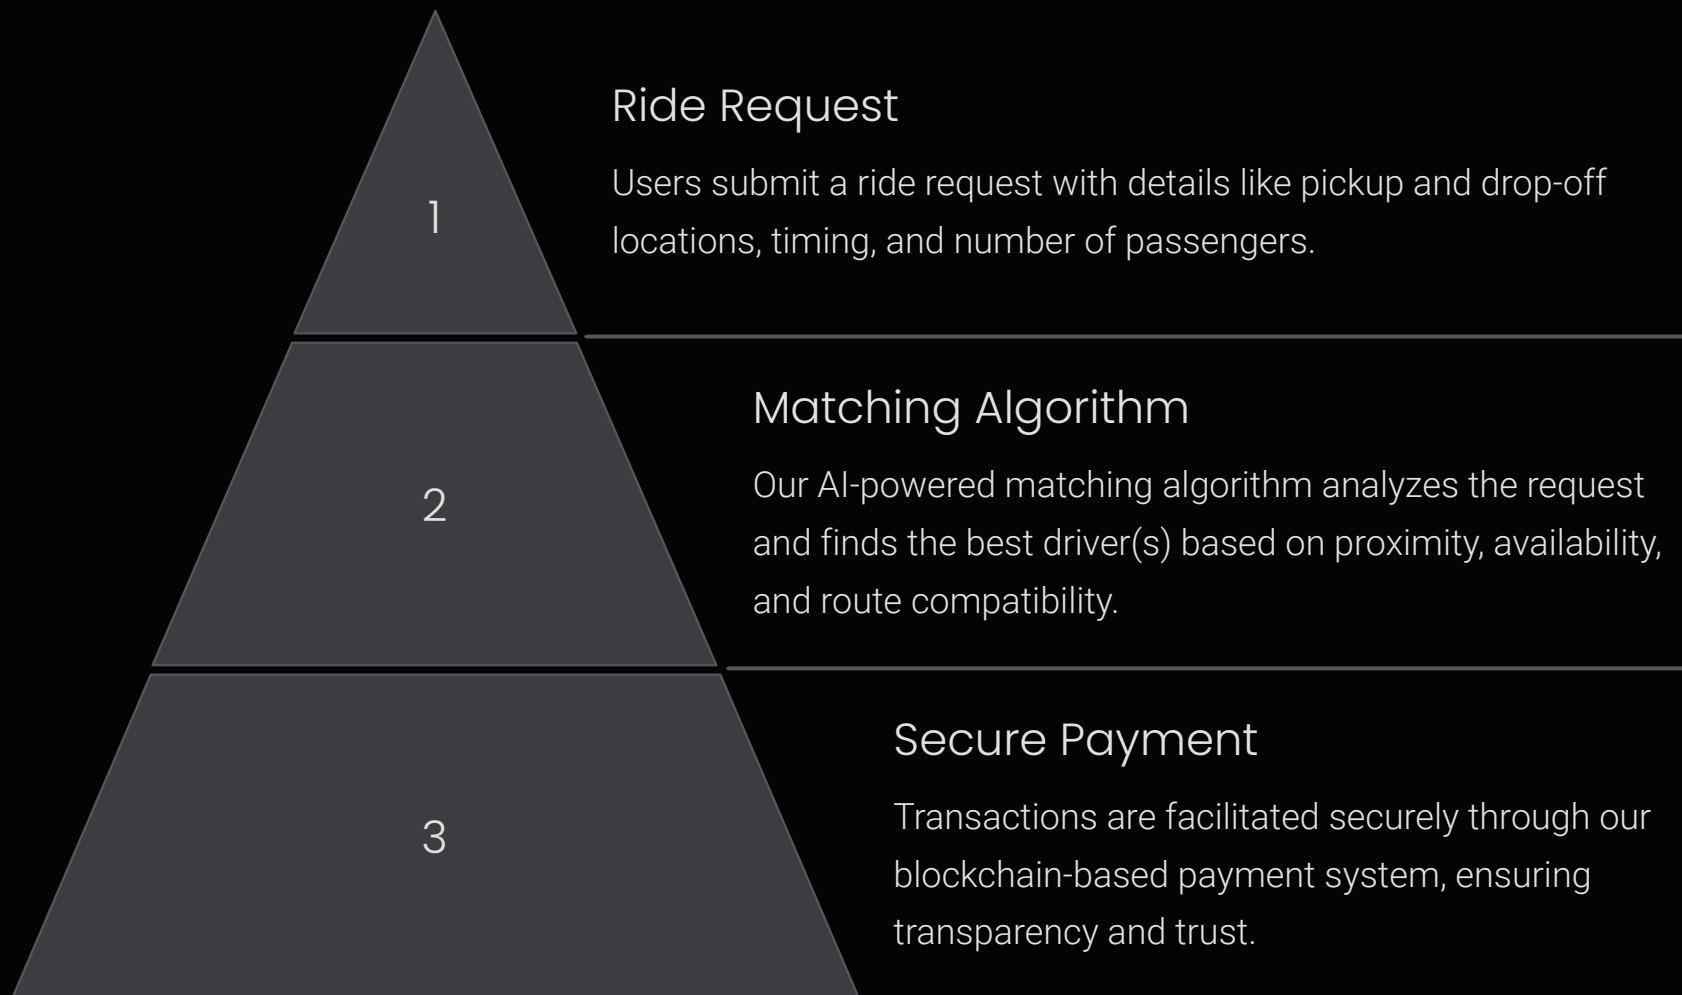 1
Ride Request
Users submit a ride request with details like pickup and drop-off
locations, timing, and number of passengers.
2
Matching Algorithm
Our AI-powered matching algorithm analyzes the request
and finds the best driver(s) based on proximity, availability,
and route compatibility.
3
Secure Payment
Transactions are facilitated securely through our
blockchain-based payment system, ensuring
transparency and trust.